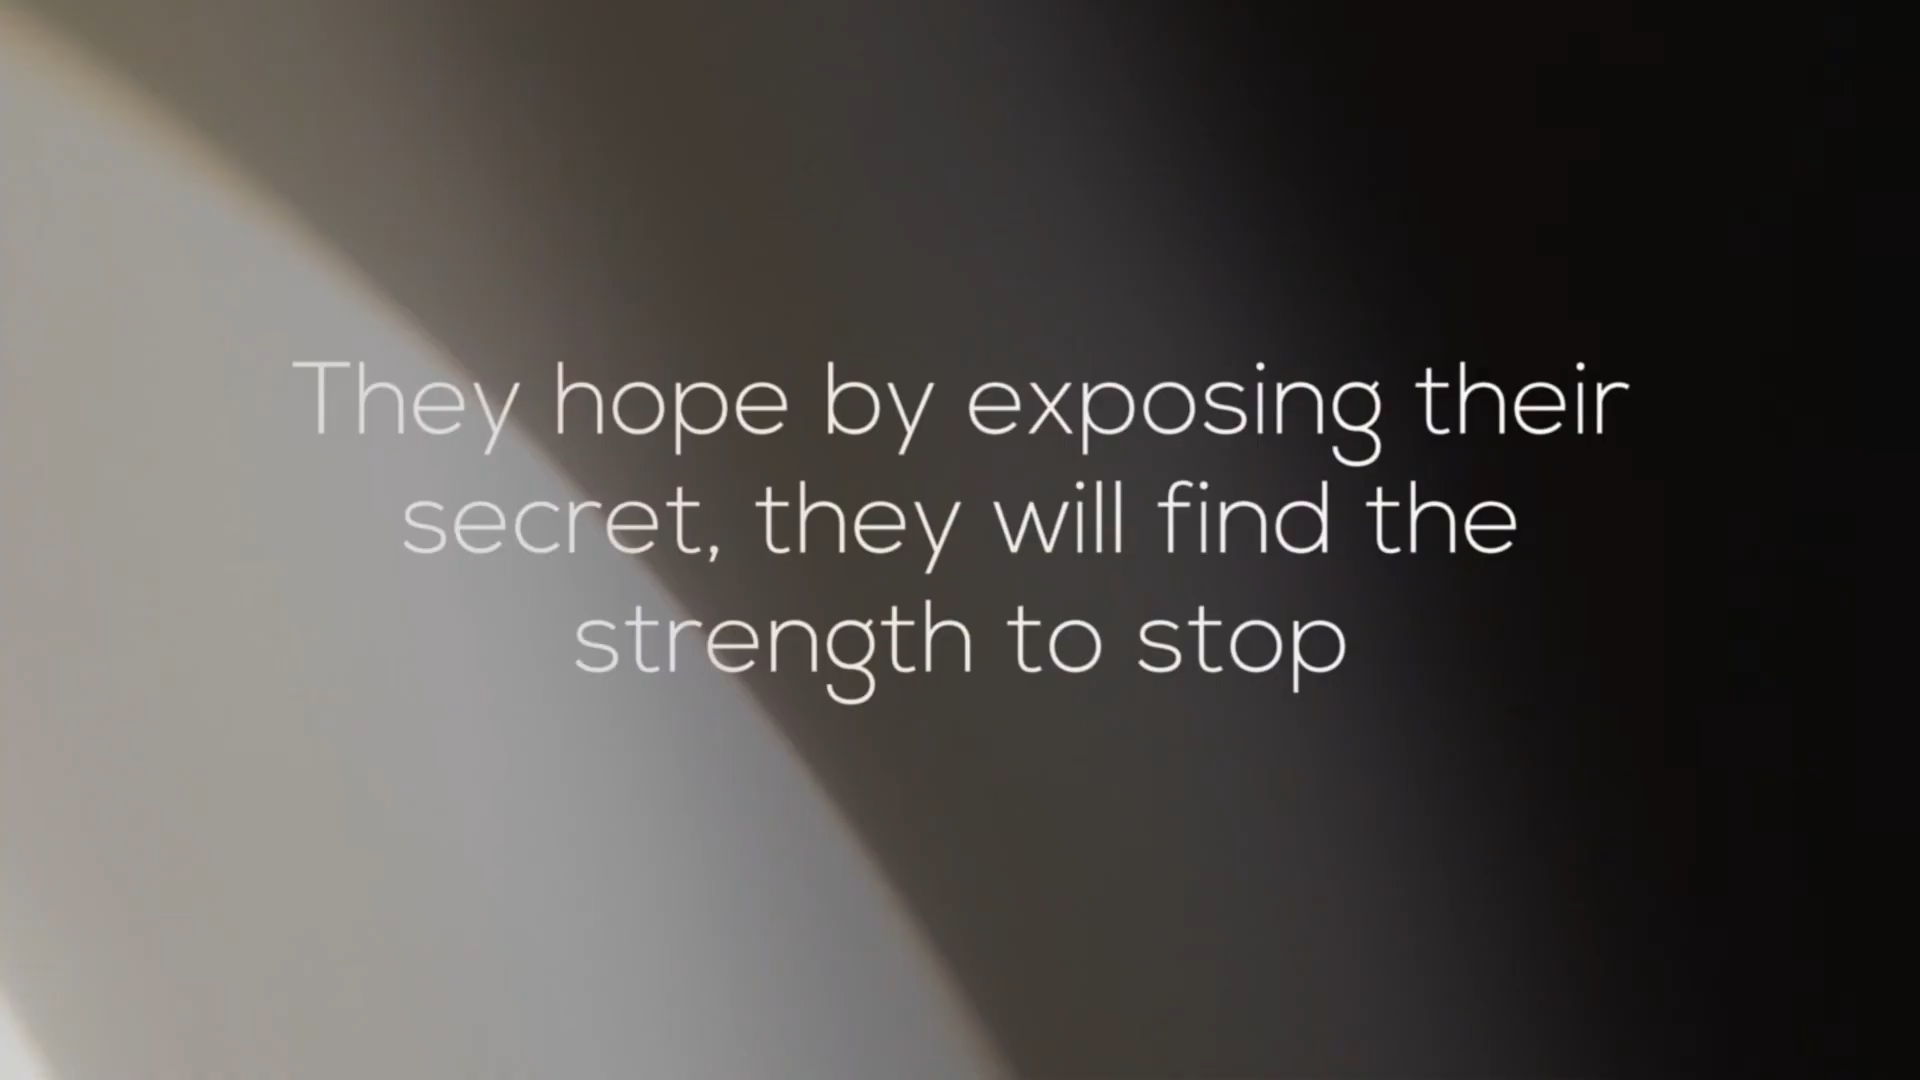 They hope by exposing their
secret, they will find the
strength to stop